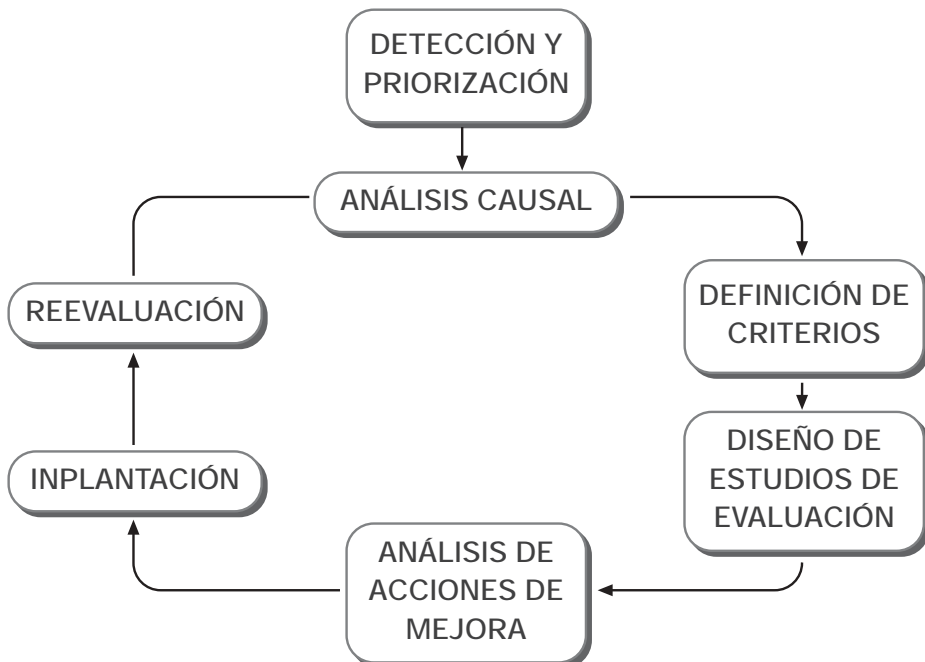 DETECCIÓN Y
PRIORIZACIÓN
ANÁLISIS CAUSAL
DEFINICIÓN DE
CRITERIOS
DISEÑO DE
ESTUDIOS DE
EVALUACIÓN
ANÁLISIS DE
ACCIONES DE
MEJORA
INPLANTACIÓN
REEVALUACIÓN